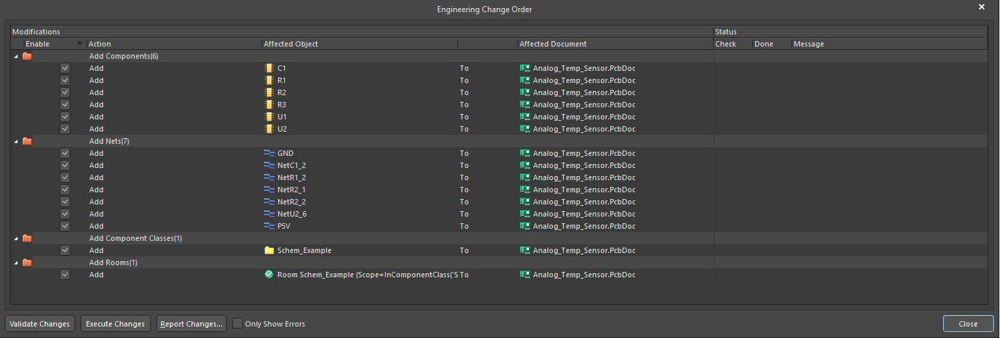 Engineering Change Order
Modifications Status
Enable Action Affected Object Affected Document Check Done Message
Add Components(6)
Add C1 To Analog_Temp_Sensor.PcbDoc
Add R1 To Analog_Temp_Sensor.PcbDoc
Add R2 To Analog_Temp_Sensor.PcbDoc
Add R3 To Analog_Temp_Sensor.PcbDoc
Add U1 To Analog_Temp_Sensor.PcbDoc
Add U2 To Analog_Temp_Sensor.PcbDoc
Add Nets(7)
Add GND To Analog_Temp_Sensor.PcbDoc
Add NetC1_2 To Analog_Temp_Sensor.PcbDoc
Add NetR1_2 To Analog_Temp_Sensor.PcbDoc
Add NetR2_1 To Analog_Temp_Sensor.PcbDoc
Add NetR2_2 To Analog_Temp_Sensor.PcbDoc
Add NetU2_6 To Analog_Temp_Sensor.PcbDoc
Add P5V To Analog_Temp_Sensor.PcbDoc
Add Component Classes(1)
Add Schem_Example To Analog_Temp_Sensor.PcbDoc
Add Rooms(1)
Add Room Schem_Example (Scope=InComponentClass('S To Analog_Temp_Sensor.PcbDoc
Validate Changes Execute Changes Report Changes... Only Show Errors Close